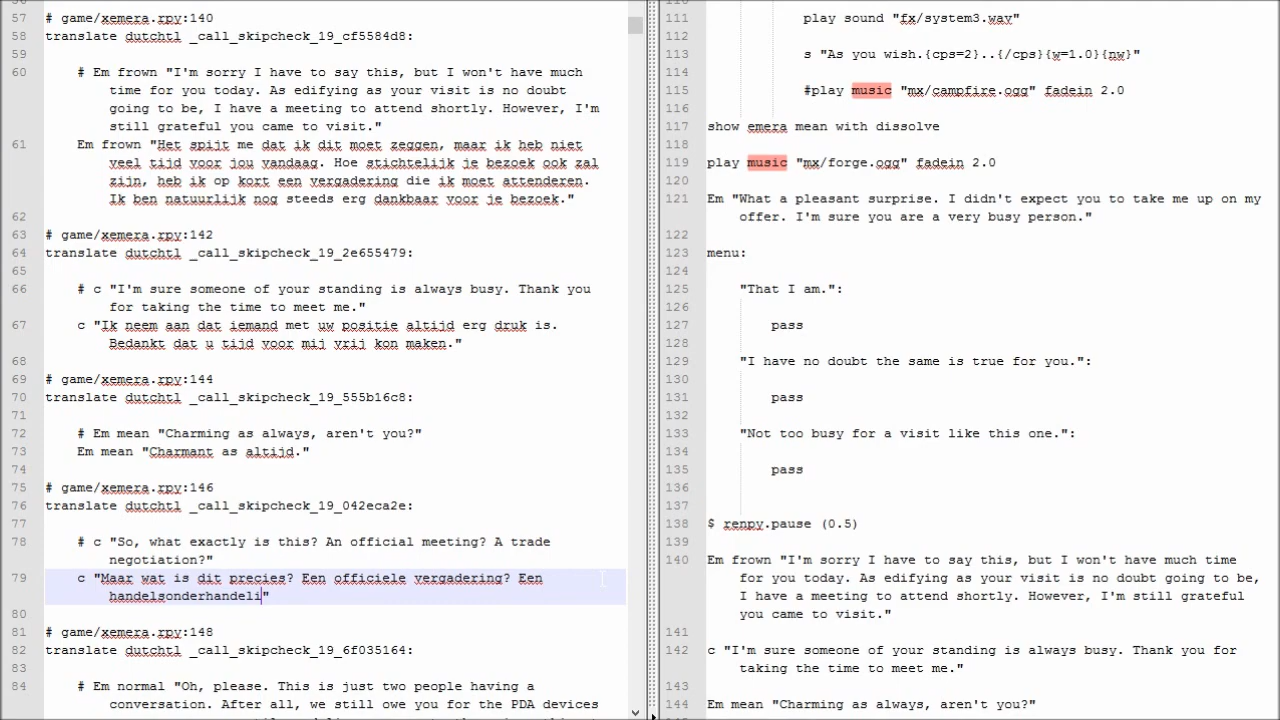 57 # game/xemera.rpy:140
58 translate dutchtl _call_skipcheck_19_cf5584d8:
59
60 # Em frown "I'm sorry I have to say this, but I won't have much
time for you today. As edifying as your visit is no doubt
going to be, I have a meeting to attend shortly. However, I'm
still grateful you came to visit."
61 Em frown "Het spijt me dat ik dit moet zeggen, maar ik heb niet
veel tijd voor jou vandaag. Hoe stichtelijk je bezoek ook zal
zijn, heb ik op kort een vergadering die ik moet attenderen.
Ik ben natuurlijk nog steeds erg dankbaar voor je bezoek."
62
63 # game/xemera.rpy:142
64 translate dutchtl _call_skipcheck_19_2e655479:
65
66 # c "I'm sure someone of your standing is always busy. Thank you
for taking the time to meet me."
67 c "Ik neem aan dat iemand met uw positie altijd erg druk is.
Bedankt dat u tijd voor mij vrij kon maken."
68
69 # game/xemera.rpy:144
70 translate dutchtl _call_skipcheck_19_555b16c8:
71
72 # Em mean "Charming as always, aren't you?"
73 Em mean "Charmant as altijd."
74
75 # game/xemera.rpy:146
76 translate dutchtl _call_skipcheck_19_042eca2e:
77
78 # c "So, what exactly is this? An official meeting? A trade
negotiation?"
79 c "Maar wat is dit precies? Een officiele vergadering? Een
handelsonderhandeli"
80
81 # game/xemera.rpy:148
82 translate dutchtl _call_skipcheck_19_6f035164:
83
84 # Em normal "Oh, please. This is just two people having a
conversation. After all, we still owe you for the PDA devices
111 play sound "fx/system3.wav"
112
113 s "As you wish.{cps=2}..{/cps}{w=1.0}{nw}"
114
115 #play music "mx/campfire.ogg" fadein 2.0
116
117 show emera mean with dissolve
118
119 play music "mx/forge.ogg" fadein 2.0
120
121 Em "What a pleasant surprise. I didn't expect you to take me up on my
offer. I'm sure you are a very busy person."
122
123 menu:
124
125 "That I am.":
126
127 pass
128
129 "I have no doubt the same is true for you.":
130
131 pass
132
133 "Not too busy for a visit like this one.":
134
135 pass
136
137
138 $ renpy.pause (0.5)
139
140 Em frown "I'm sorry I have to say this, but I won't have much time
for you today. As edifying as your visit is no doubt going to be,
I have a meeting to attend shortly. However, I'm still grateful
you came to visit."
141
142 c "I'm sure someone of your standing is always busy. Thank you for
taking the time to meet me."
143
144 Em mean "Charming as always, aren't you?"